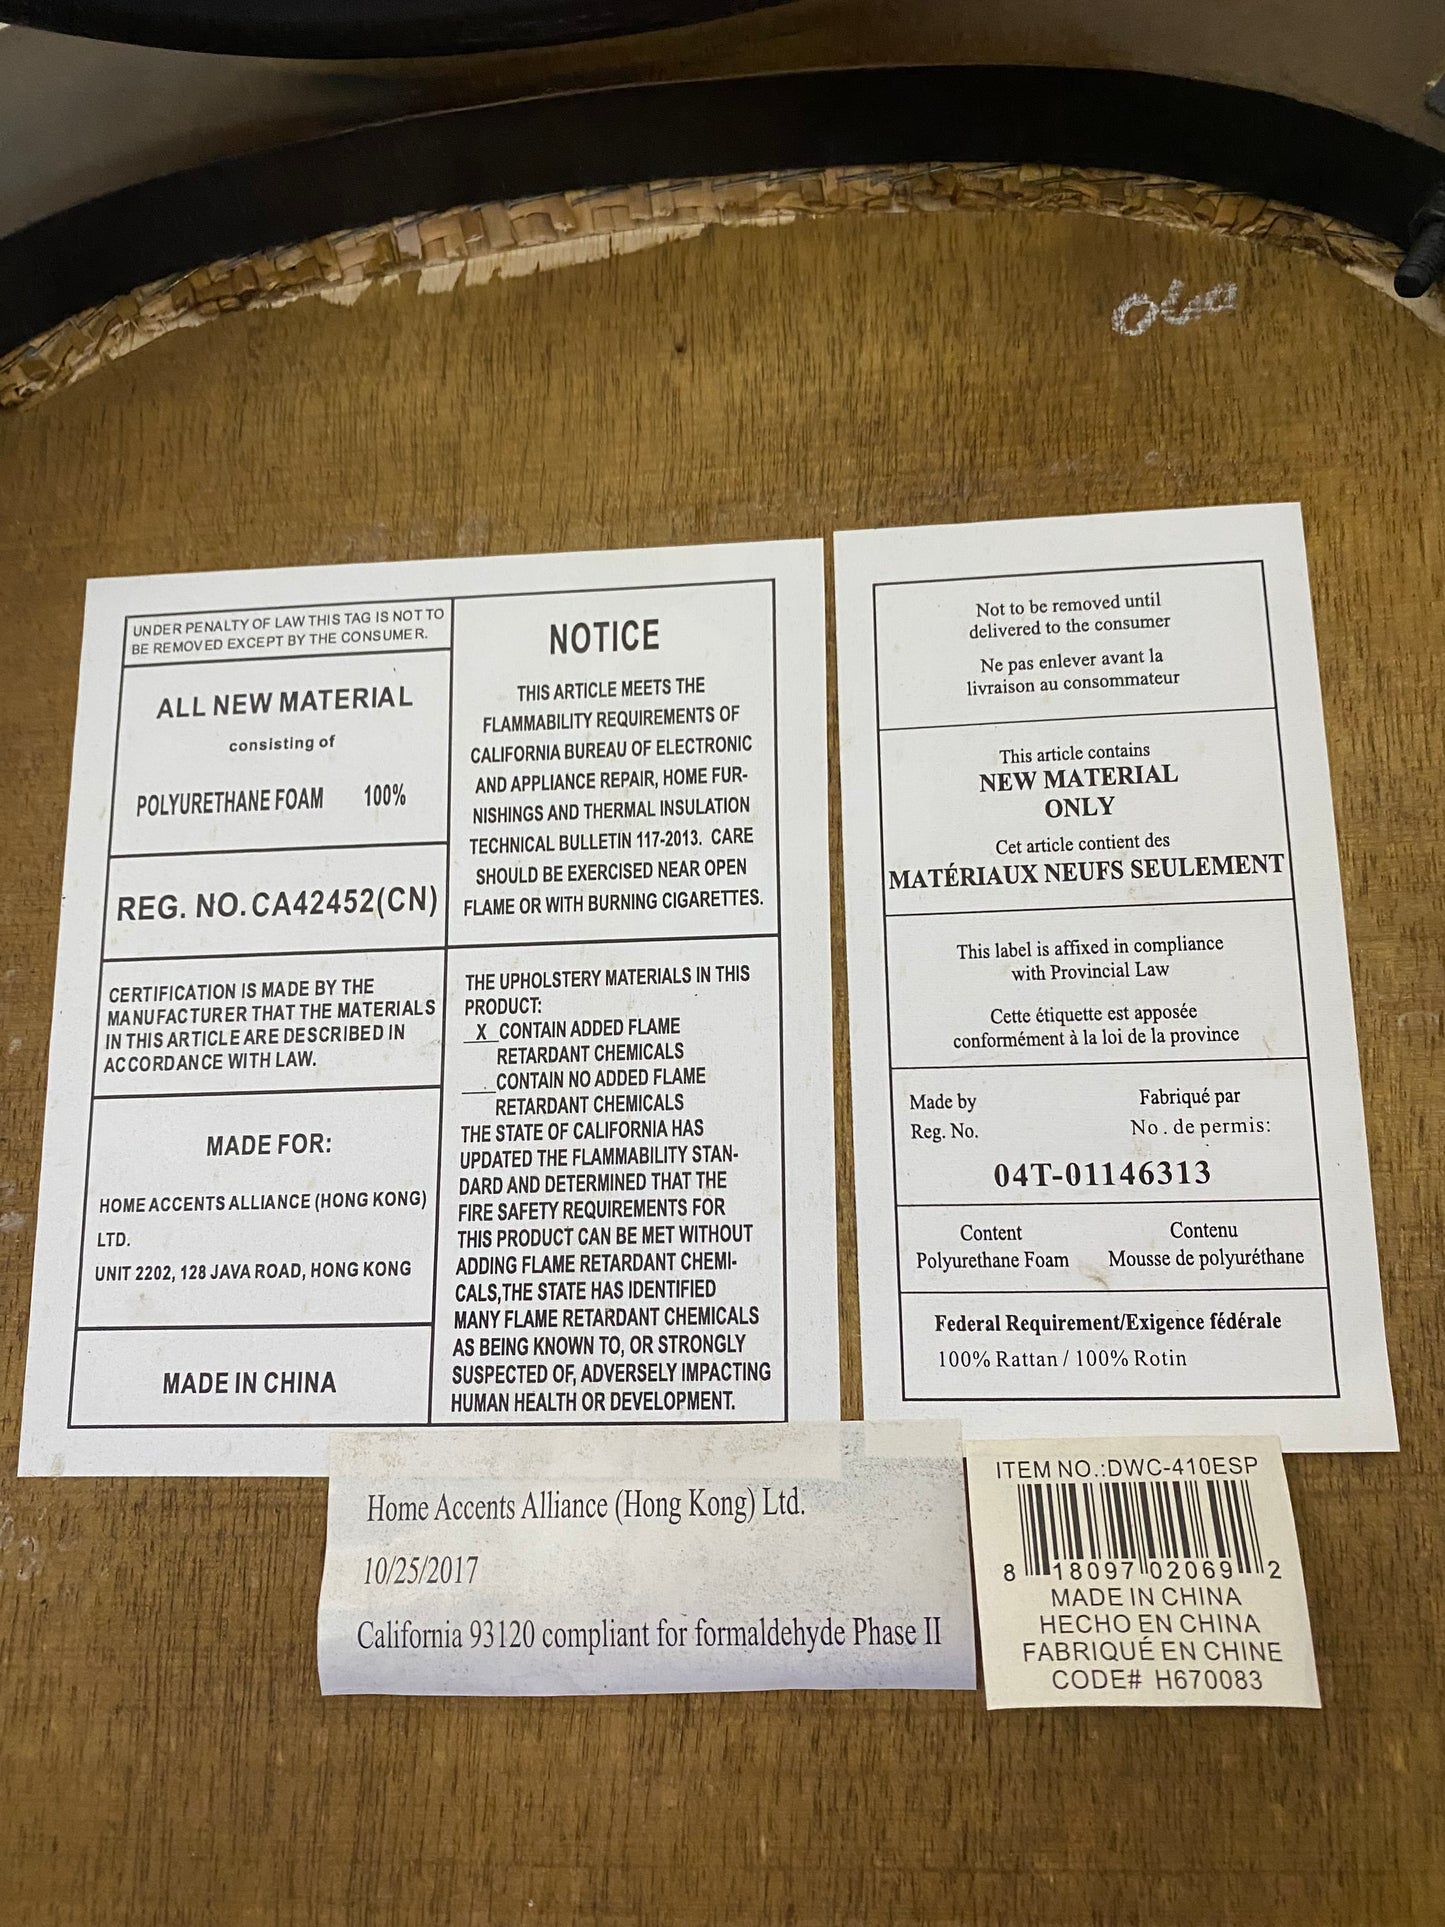 UNDER PENALTY OF LAW THIS TAG IS NOT TO
BE REMOVED EXCEPT BY THE CONSUMER.
ALL NEW MATERIAL
consisting of
POLYURETHANE FOAM 100%
REG. NO. CA42452(CN)
CERTIFICATION IS MADE BY THE
MANUFACTURER THAT THE MATERIALS
IN THIS ARTICLE ARE DESCRIBED IN
ACCORDANCE WITH LAW.
MADE FOR:
HOME ACCENTS ALLIANCE (HONG KONG)
LTD.
UNIT 2202, 128 JAVA ROAD, HONG KONG
MADE IN CHINA
NOTICE
THIS ARTICLE MEETS THE
FLAMMABILITY REQUIREMENTS OF
CALIFORNIA BUREAU OF ELECTRONIC
AND APPLIANCE REPAIR, HOME FUR-
NISHINGS AND THERMAL INSULATION
TECHNICAL BULLETIN 117-2013. CARE
SHOULD BE EXERCISED NEAR OPEN
FLAME OR WITH BURNING CIGARETTES.
THE UPHOLSTERY MATERIALS IN THIS
PRODUCT:
_X_CONTAIN ADDED FLAME
RETARDANT CHEMICALS
___CONTAIN NO ADDED FLAME
RETARDANT CHEMICALS
THE STATE OF CALIFORNIA HAS
UPDATED THE FLAMMABILITY STAN-
DARD AND DETERMINED THAT THE
FIRE SAFETY REQUIREMENTS FOR
THIS PRODUCT CAN BE MET WITHOUT
ADDING FLAME RETARDANT CHEMI-
CALS,THE STATE HAS IDENTIFIED
MANY FLAME RETARDANT CHEMICALS
AS BEING KNOWN TO, OR STRONGLY
SUSPECTED OF, ADVERSELY IMPACTING
HUMAN HEALTH OR DEVELOPMENT.
Not to be removed until
delivered to the consumer
Ne pas enlever avant la
livraison au consommateur
This article contains
NEW MATERIAL
ONLY
Cet article contient des
MATÉRIAUX NEUFS SEULEMENT
This label is affixed in compliance
with Provincial Law
Cette étiquette est apposée
conformément à la loi de la province
Made by Fabriqué par
Reg. No. No. de permis:
04T-01146313
Content Contenu
Polyurethane Foam Mousse de polyuréthane
Federal Requirement/Exigence fédérale
100% Rattan / 100% Rotin
Home Accents Alliance (Hong Kong) Ltd.
10/25/2017
California 93120 compliant for formaldehyde Phase II
ITEM NO.:DWC-410ESP
8 18097 02069 2
MADE IN CHINA
HECHO EN CHINA
FABRIQUÉ EN CHINE
CODE# H670083